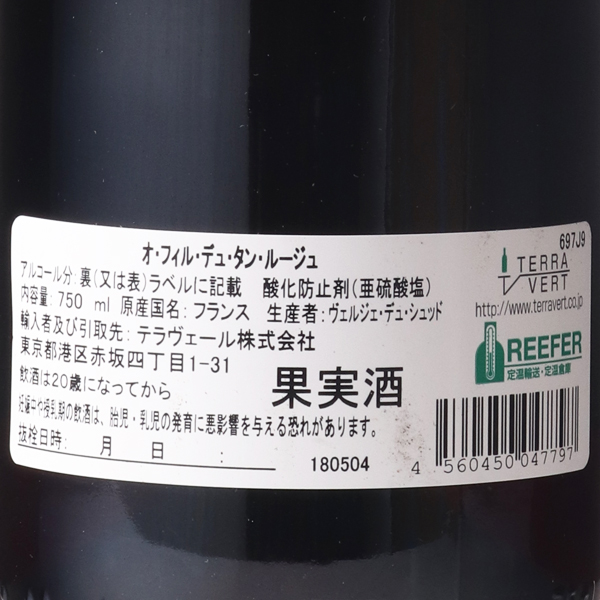 697J9
オ・フィル・デュ・タン・ルージュ
アルコール分:裏(又は表)ラベルに記載 酸化防止剤(亜硫酸塩)
内容量: 750 ml 原産国名: フランス 生産者:ヴェルジェ・デュ・シュッド
輸入者及び引取先: テラヴェール株式会社
東京都港区赤坂四丁目1-31
飲酒は20歳になってから
妊娠中や授乳期の飲酒は、胎児・乳児の発育に悪影響を与える恐れがあります。
抜栓日時: 月 日 :
果実酒
180504
TERRA
VERT
http://www.terravert.co.jp
REEFER
定温輸送・定温倉庫
4 560450 047797